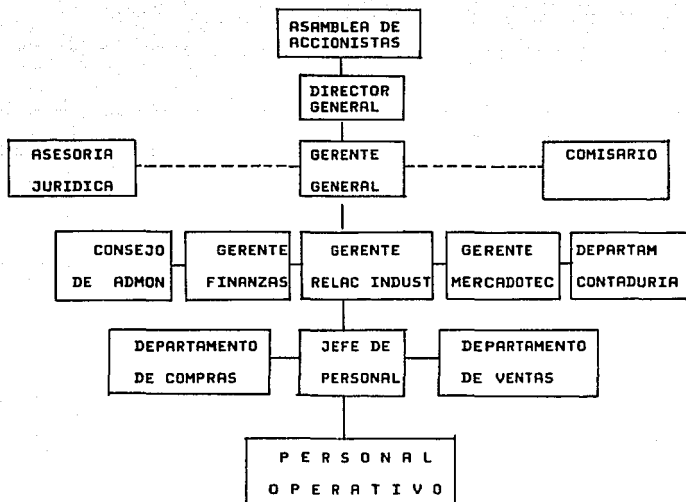 ASAMBLEA DE
ACCIONISTAS
DIRECTOR
GENERAL
ASESORIA
JURIDICA
GERENTE
GENERAL
COMISARIO
CONSEJO
DE ADMON
GERENTE
FINANZAS
GERENTE
RELAC INDUST
GERENTE
MERCADOTEC
DEPARTAM
CONTADURIA
DEPARTAMENTO
DE COMPRAS
JEFE DE
PERSONAL
DEPARTAMENTO
DE VENTAS
P E R S O N A L
O P E R A T I V O